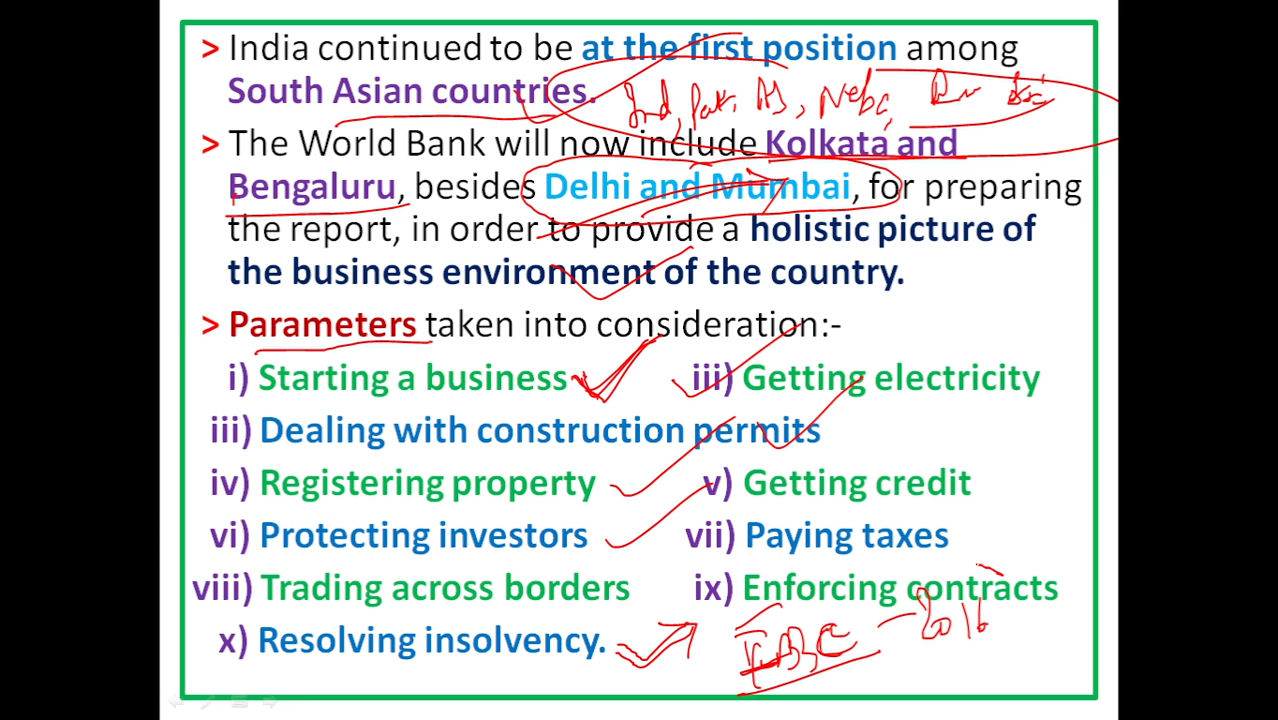 > India continued to be at the first position among
South Asian countries.
Ind, Pak,
> The World Bank will now include Kolkata and
Bengaluru, besides Delhi and Mumbai, for preparing
the report, in order to provide a holistic picture of
the business environment of the country.
> Parameters taken into consideration:-
i) Starting a business iii) Getting electricity
iii) Dealing with construction permits
iv) Registering property v) Getting credit
vi) Protecting investors vii) Paying taxes
viii) Trading across borders ix) Enforcing contracts
x) Resolving insolvency.
2016